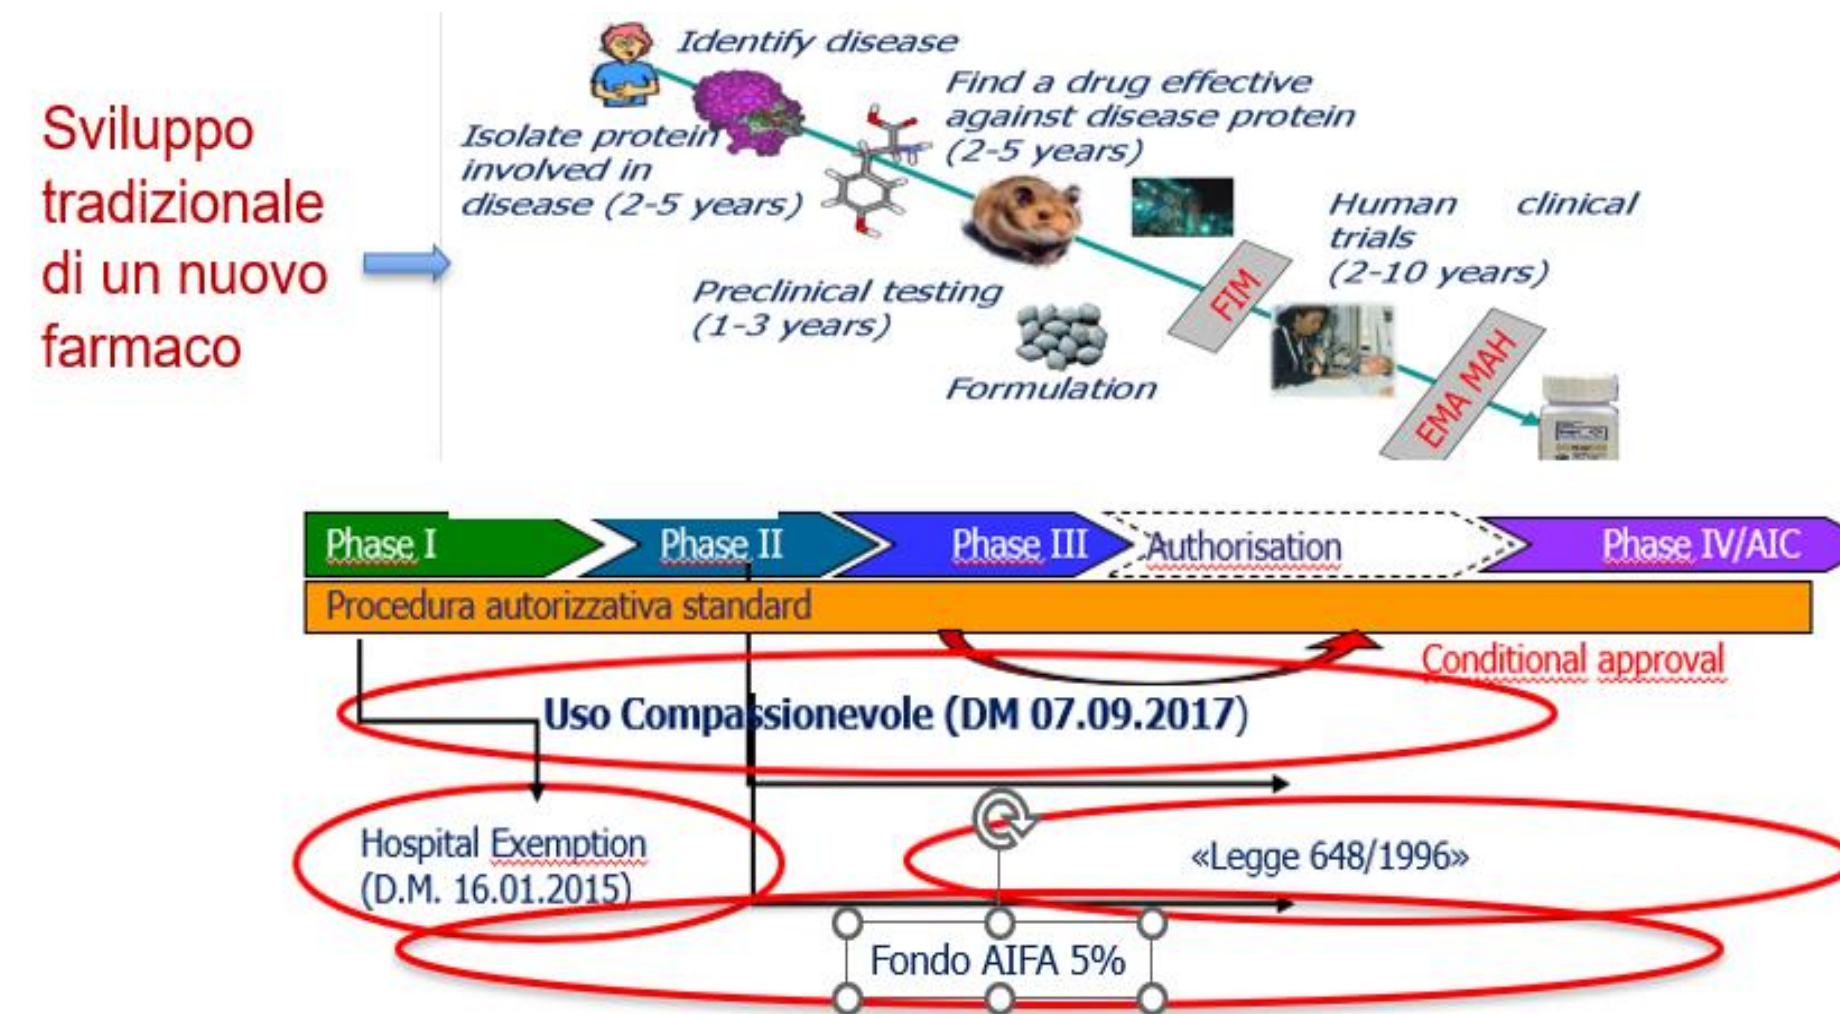 Sviluppo
tradizionale
di un nuovo
farmaco
Identify disease
Isolate protein
involved in
disease (2-5 years)
Find a drug effective
against disease protein
(2-5 years)
Preclinical testing
(1-3 years)
Formulation
FIM
Human clinical
trials
(2-10 years)
EMA MAH
Phase I
Phase II
Phase III
Authorisation
Phase IV/AIC
Procedura autorizzativa standard
Conditional approval
Uso Compassionevole (DM 07.09.2017)
Hospital Exemption
(D.M. 16.01.2015)
«Legge 648/1996»
Fondo AIFA 5%